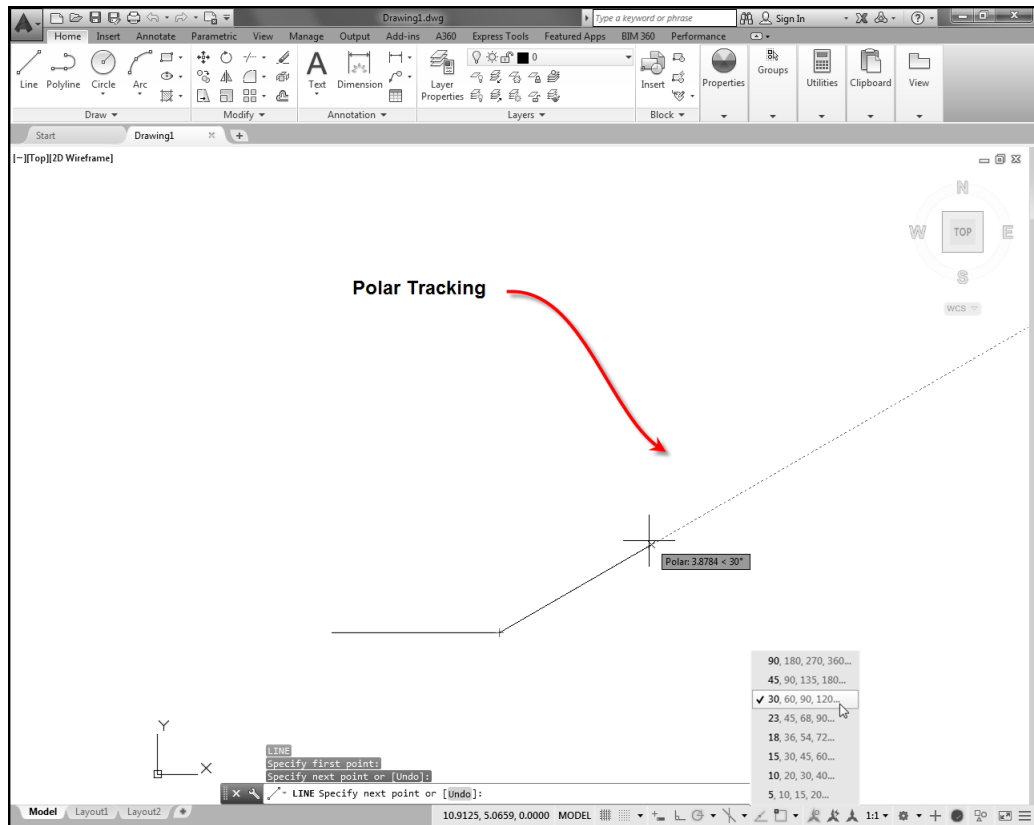 Drawing1.dwg
Type a keyword or phrase
Sign In
Home Insert Annotate Parametric View Manage Output Add-ins A360 Express Tools Featured Apps BIM 360 Performance
Line Polyline Circle Arc
Text Dimension
Layer Properties
0
Insert
Properties
Groups
Utilities
Clipboard
View
Draw
Modify
Annotation
Layers
Block
Start
Drawing1
[−][Top][2D Wireframe]
N
W
TOP
E
S
WCS
Polar Tracking
Polar: 3.8784 < 30°
90, 180, 270, 360...
45, 90, 135, 180...
30, 60, 90, 120...
23, 45, 68, 90...
18, 36, 54, 72...
15, 30, 45, 60...
10, 20, 30, 40...
5, 10, 15, 20...
Y
X
LINE
Specify first point:
Specify next point or [Undo]:
LINE Specify next point or [Undo]:
Model Layout1 Layout2
10.9125, 5.0659, 0.0000 MODEL
1:1